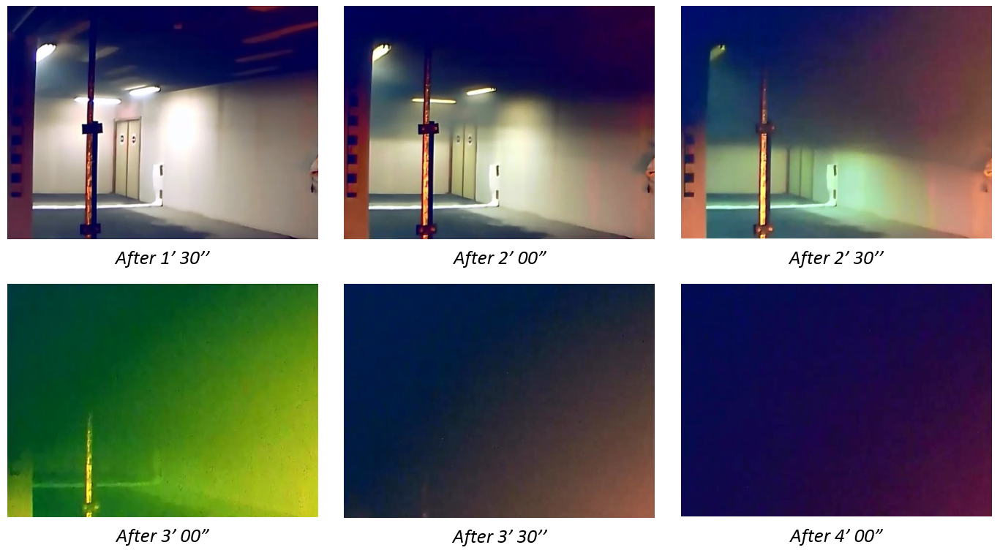 After 1’ 30’’
After 2’ 00”
After 2’ 30’’
After 3’ 00”
After 3’ 30’’
After 4’ 00”